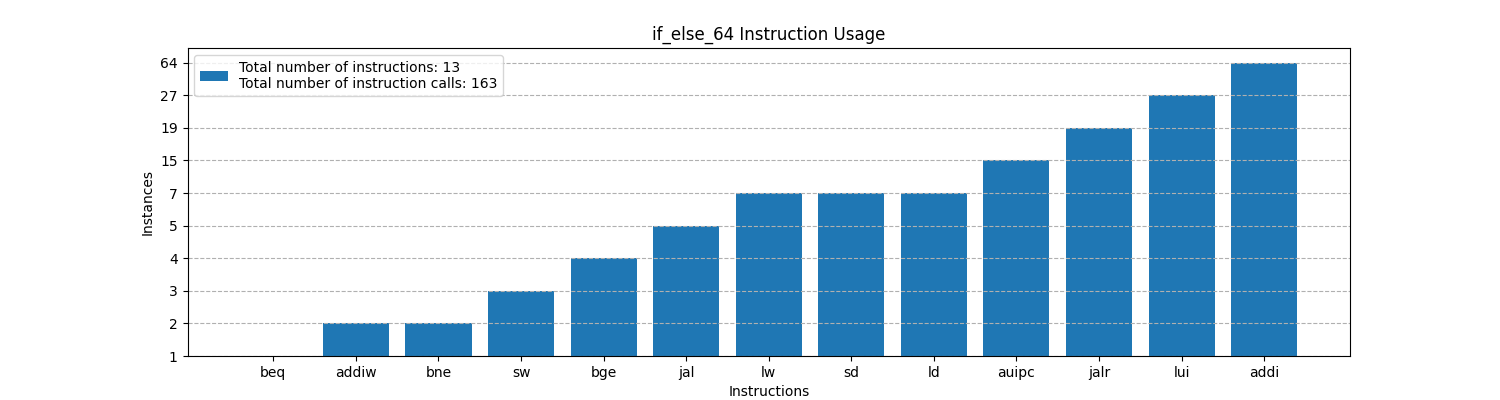 if_else_64 Instruction Usage
Total number of instructions: 13
Total number of instruction calls: 163
64
27
19
15
7
5
4
3
2
1
Instances
beq addiw bne sw bge jal lw sd ld auipc jalr lui addi
Instructions